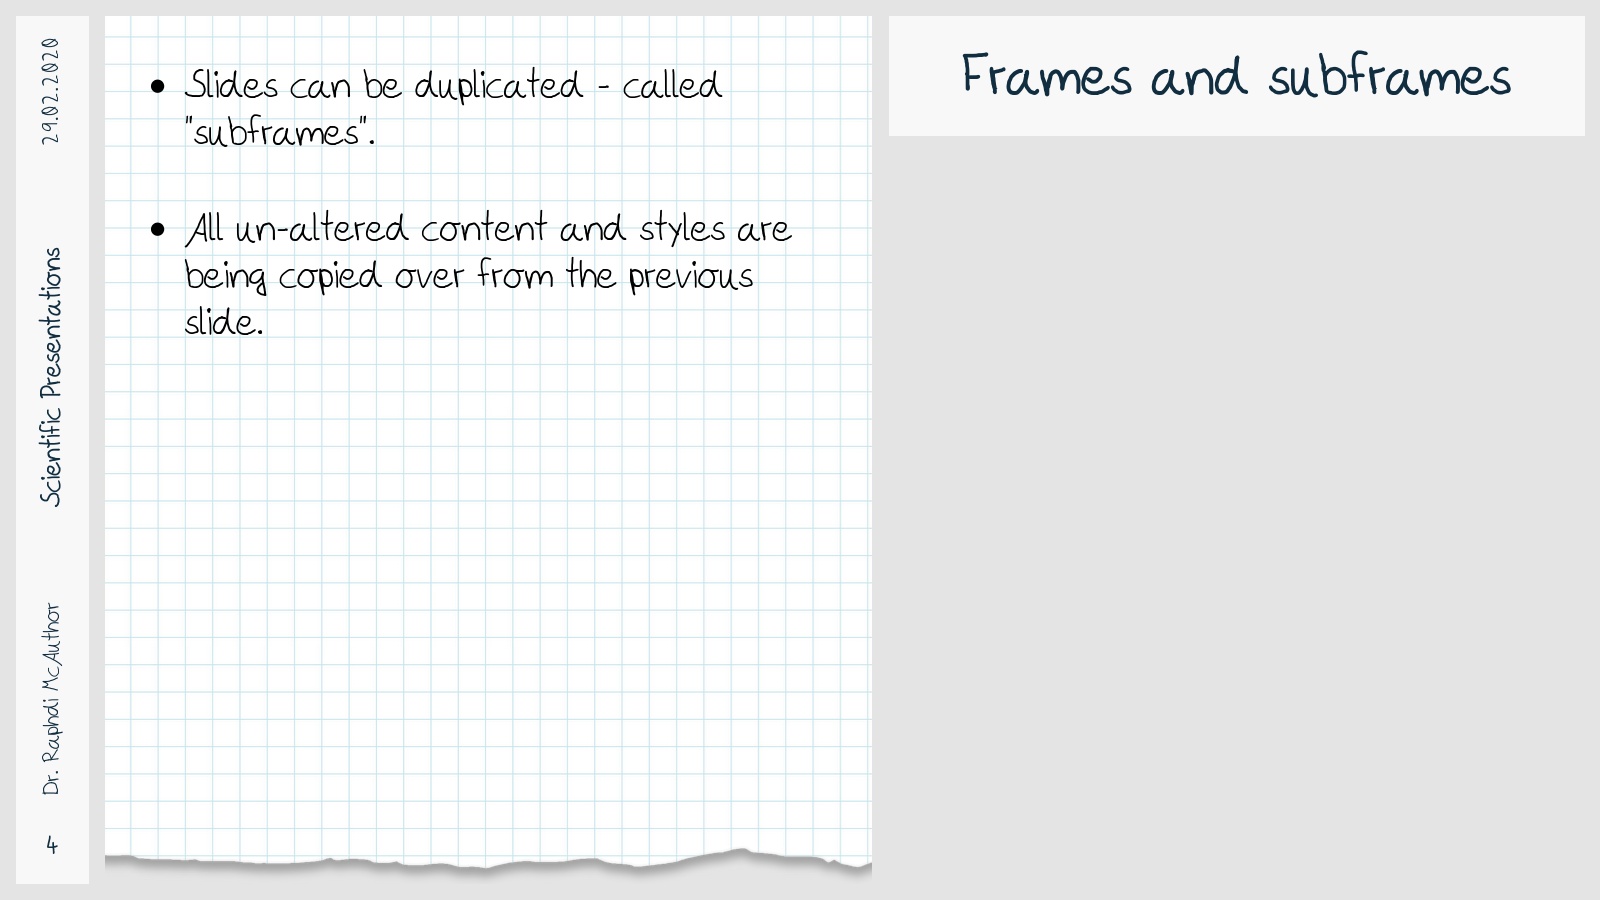 29.02.2020
Scientific Presentations
Dr. Raphdi McAuthor
4
• Slides can be duplicated - called
"subframes".
• All un-altered content and styles are
being copied over from the previous
slide.
Frames and subframes